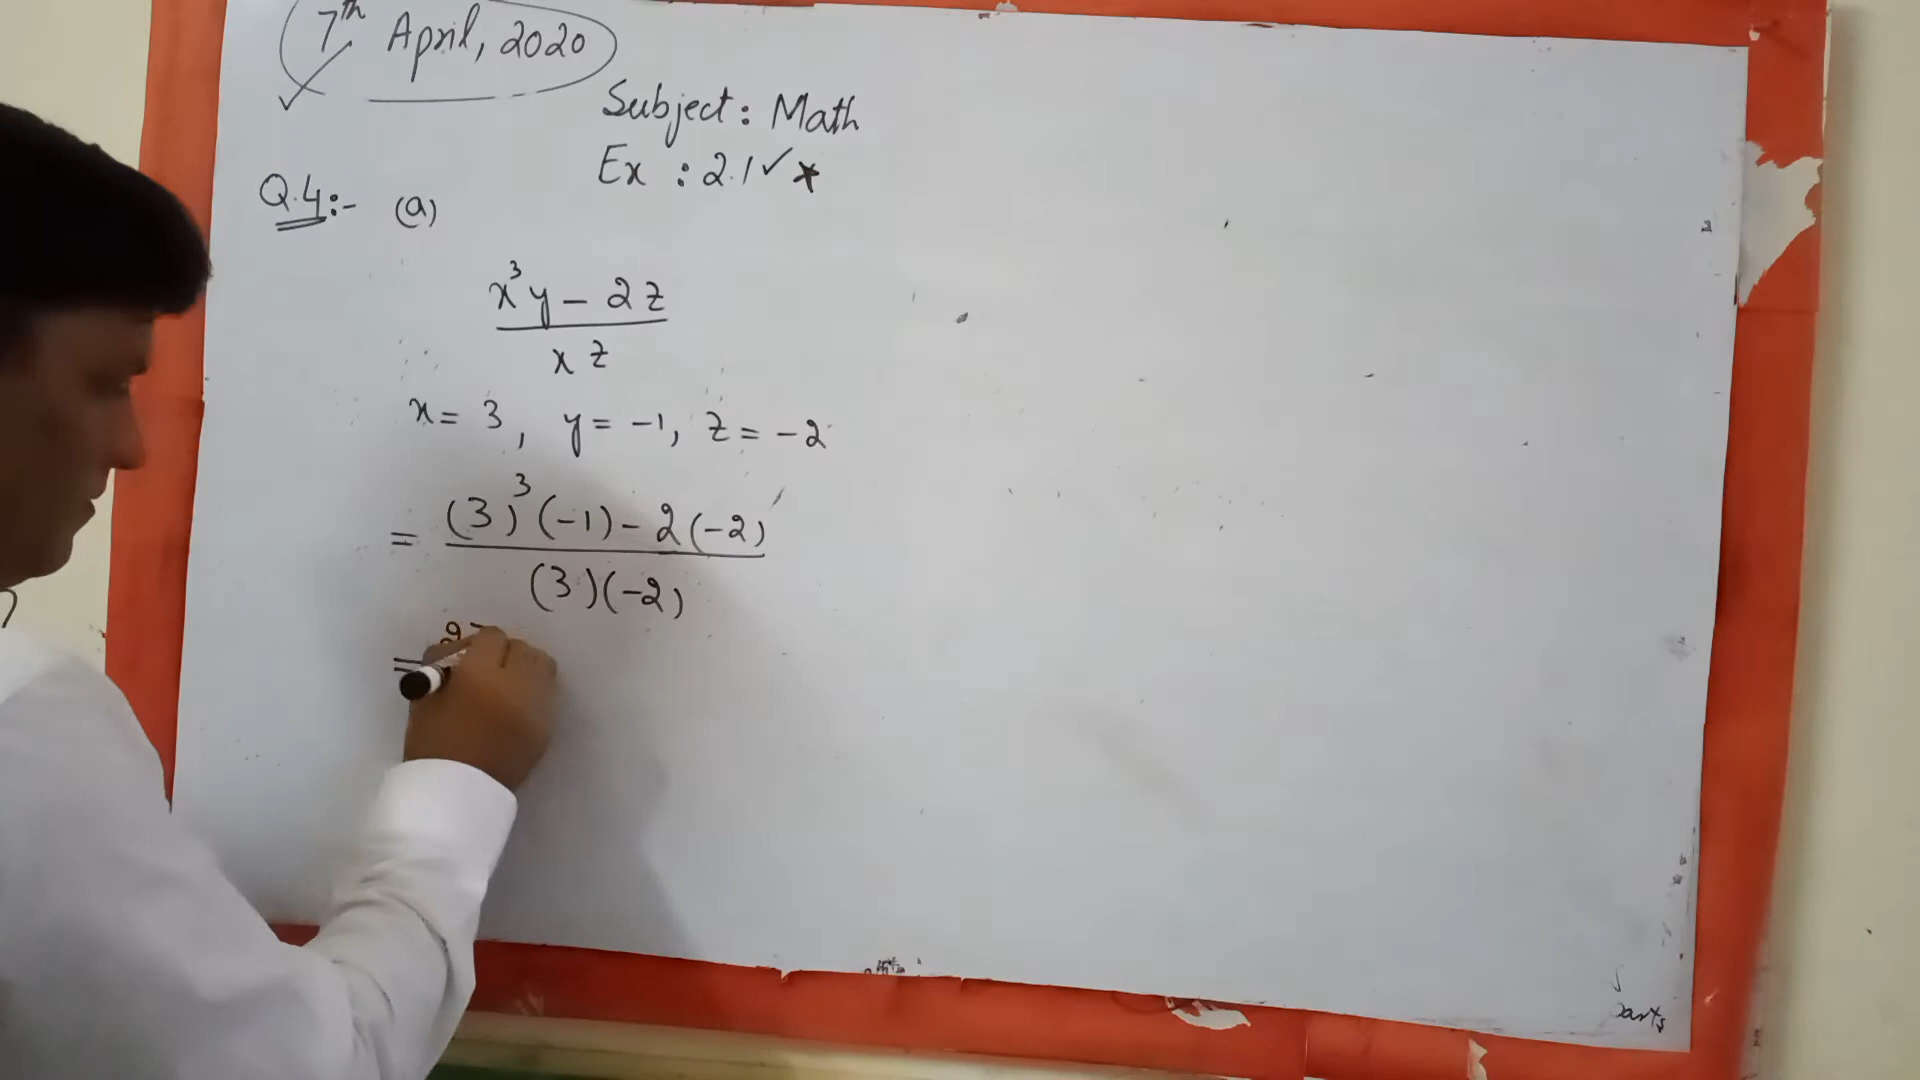 7th April, 2020
Subject: Math
Ex : 2.1 ✓ ★
Q.4:- (a)
x³y - 2z
x z
x = 3, y = -1, z = -2
= (3)³(-1) - 2(-2)
(3)(-2)
=
parts